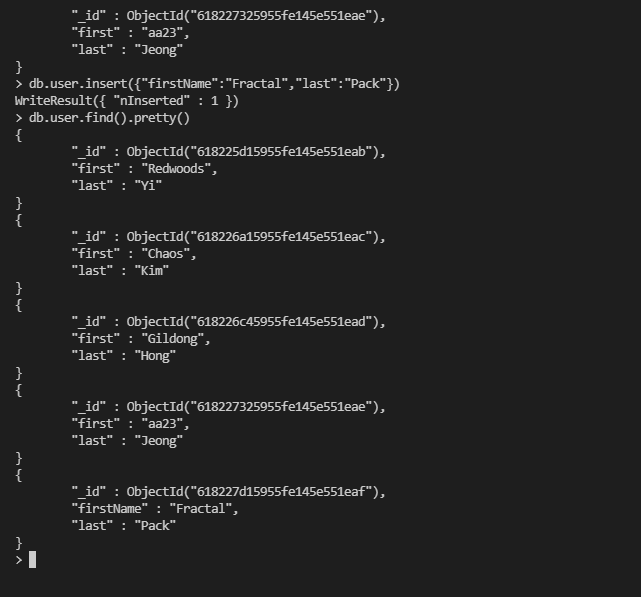 "_id" : ObjectId("618227325955fe145e551eae"),
"first" : "aa23",
"last" : "Jeong"
}
> db.user.insert({"firstName":"Fractal","last":"Pack"})
WriteResult({ "nInserted" : 1 })
> db.user.find().pretty()
{
"_id" : ObjectId("618225d15955fe145e551eab"),
"first" : "Redwoods",
"last" : "Yi"
}
{
"_id" : ObjectId("618226a15955fe145e551eac"),
"first" : "Chaos",
"last" : "Kim"
}
{
"_id" : ObjectId("618226c45955fe145e551ead"),
"first" : "Gildong",
"last" : "Hong"
}
{
"_id" : ObjectId("618227325955fe145e551eae"),
"first" : "aa23",
"last" : "Jeong"
}
{
"_id" : ObjectId("618227d15955fe145e551eaf"),
"firstName" : "Fractal",
"last" : "Pack"
}
>